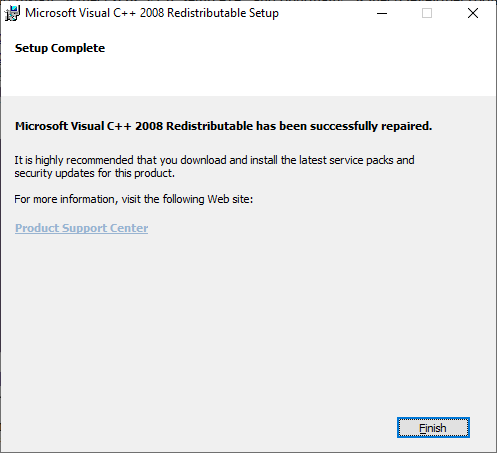 Microsoft Visual C++ 2008 Redistributable Setup
Setup Complete
Microsoft Visual C++ 2008 Redistributable has been successfully repaired.
It is highly recommended that you download and install the latest service packs and
security updates for this product.
For more information, visit the following Web site:
Product Support Center
Finish